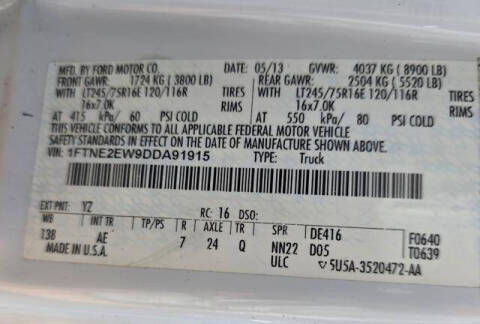 MFD. BY FORD MOTOR CO. DATE: 05/13 GVWR: 4037 KG ( 8900 LB)
FRONT GAWR: 1724 KG ( 3800 LB) REAR GAWR: 2504 KG ( 5520 LB)
WITH LT245/75R16E 120/116R TIRES WITH LT245/75R16E 120/116R TIRES
16x7.0K RIMS 16x7.0K RIMS
AT 415 kPa/ 60 PSI COLD AT 550 kPa/ 80 PSI COLD
THIS VEHICLE CONFORMS TO ALL APPLICABLE FEDERAL MOTOR VEHICLE
SAFETY STANDARDS IN EFFECT ON THE DATE OF MANUFACTURE SHOWN ABOVE.
VIN: 1FTNE2EW9DDA91915 TYPE: Truck
EXT PNT: YZ RC: 16 DSO:
WB INT TR TP/PS R AXLE TR SPR DE416 F0640
138 AE 7 24 Q NN22 D05 T0639
MADE IN U.S.A. ULC 5U5A-3520472-AA